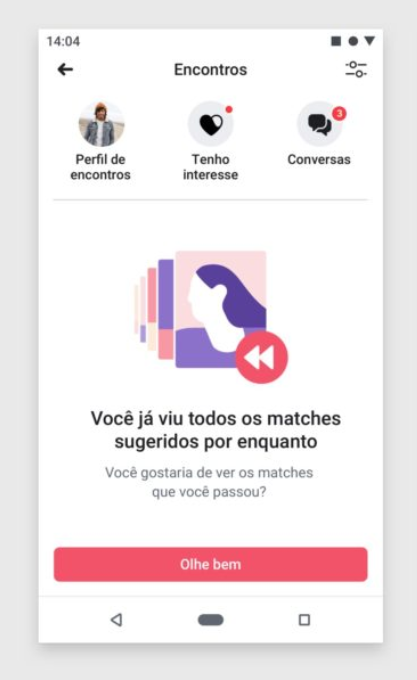 14:04
Encontros
Perfil de
encontros
Tenho
interesse
3
Conversas
Você já viu todos os matches
sugeridos por enquanto
Você gostaria de ver os matches
que você passou?
Olhe bem